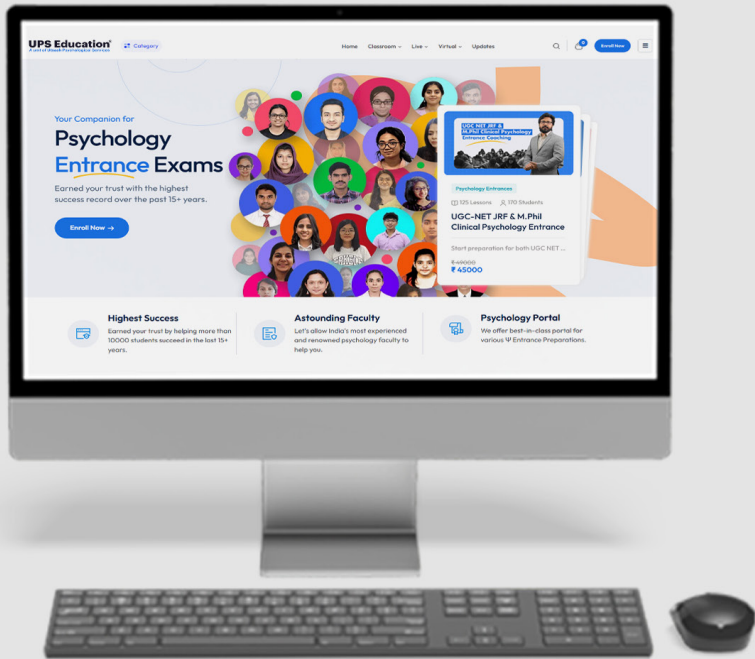 UPS Education
A unit of Utkash Psychological Services
Category
Home Classroom Live Virtual Updates
0
Enroll Now
Your Companion for
Psychology
Entrance Exams
Earned your trust with the highest
success record over the past 15+ years.
Enroll Now →
UGC NET JRF &
M.Phil Clinical Psychology
Entrance Coaching
Psychology Entrances
125 Lessons 170 Students
UGC-NET JRF & M.Phil
Clinical Psychology Entrance
Start preparation for both UGC NET ...
₹ 49000
₹ 45000
Highest Success
Earned your trust by helping more than
10000 students succeed in the last 15+
years.
Astounding Faculty
Let's allow India's most experienced
and renowned psychology faculty to
help you.
Psychology Portal
We offer best-in-class portal for
various Ψ Entrance Preparations.